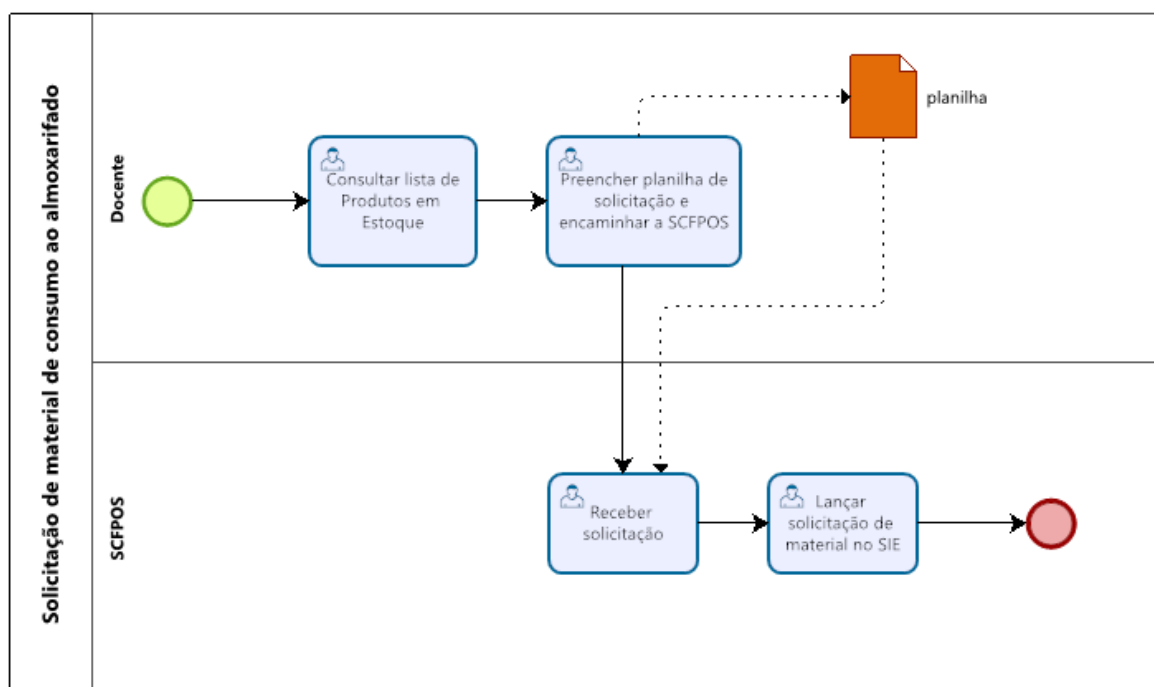 Solicitação de material de consumo ao almoxarifado
Docente
Consultar lista de
Produtos em
Estoque
Preencher planilha de
solicitação e
encaminhar a SCFPOS
planilha
SCFPOS
Receber
solicitação
Lançar
solicitação de
material no SIE